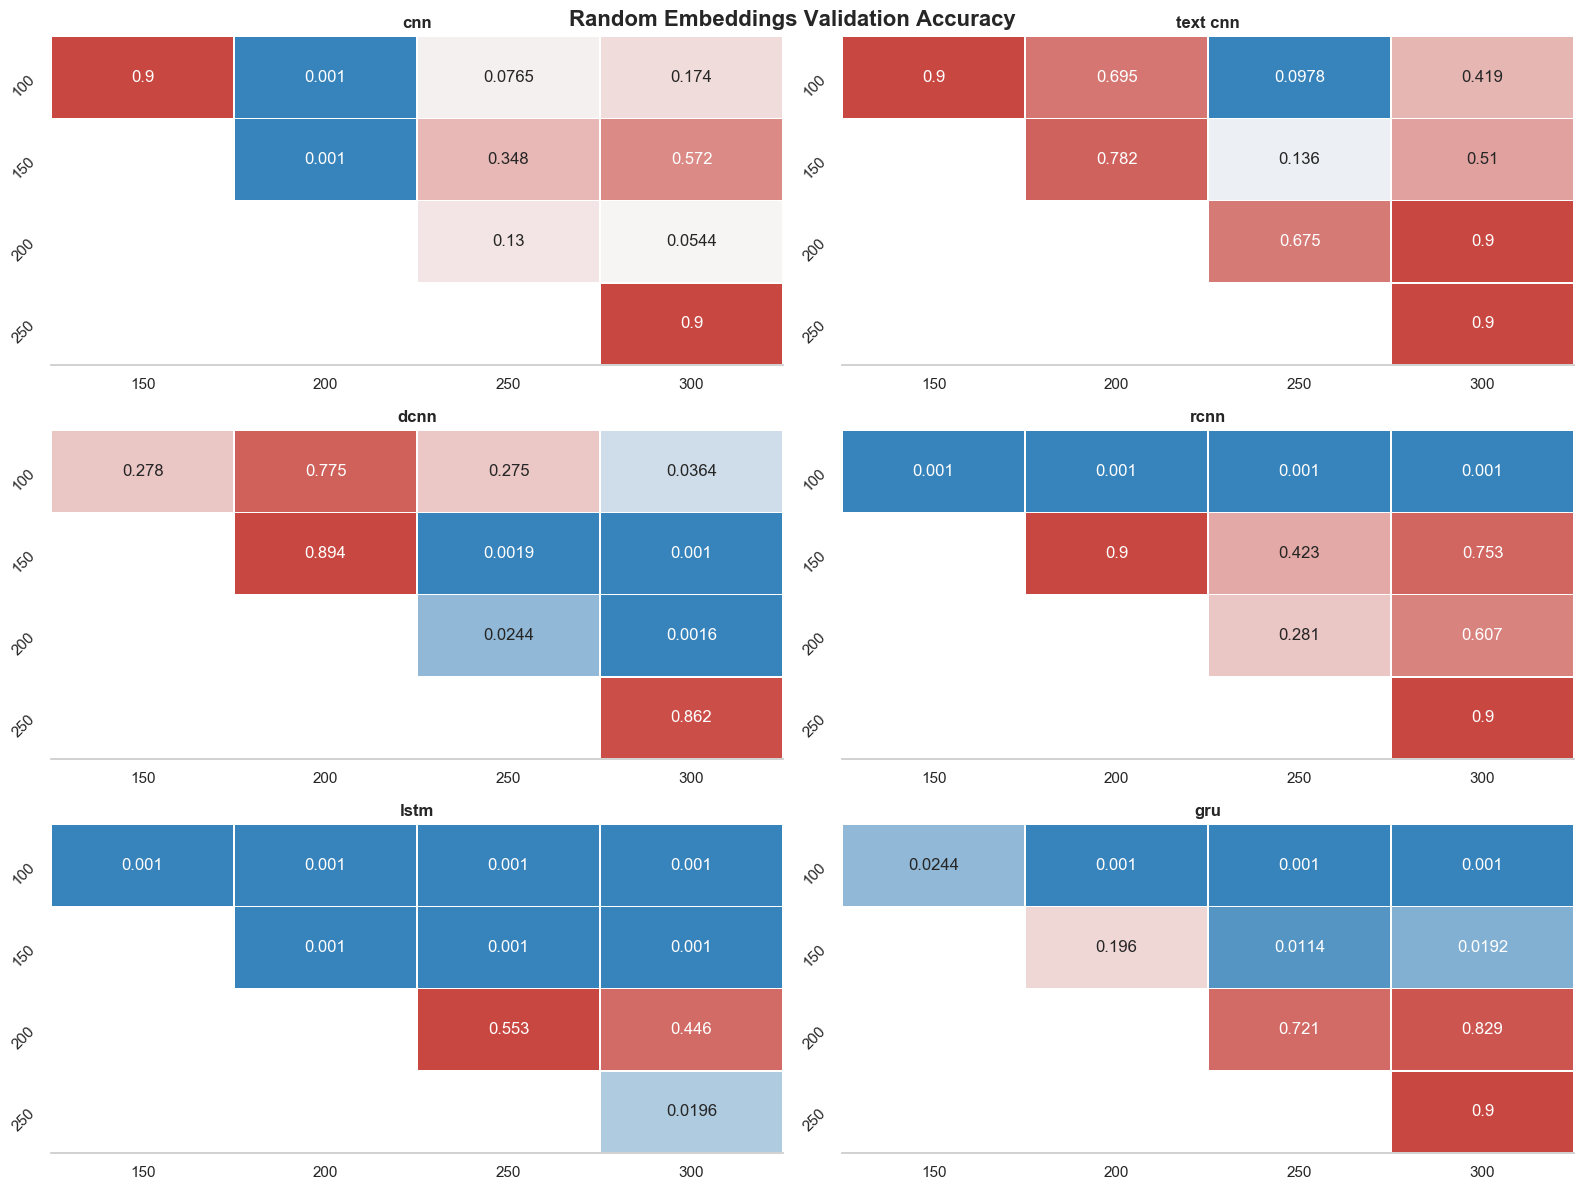 Random Embeddings Validation Accuracy
cnn
100 0.9 0.001 0.0765 0.174
150 0.001 0.348 0.572
200 0.13 0.0544
250 0.9
150 200 250 300
text cnn
100 0.9 0.695 0.0978 0.419
150 0.782 0.136 0.51
200 0.675 0.9
250 0.9
150 200 250 300
dcnn
100 0.278 0.775 0.275 0.0364
150 0.894 0.0019 0.001
200 0.0244 0.0016
250 0.862
150 200 250 300
rcnn
100 0.001 0.001 0.001 0.001
150 0.9 0.423 0.753
200 0.281 0.607
250 0.9
150 200 250 300
lstm
100 0.001 0.001 0.001 0.001
150 0.001 0.001 0.001
200 0.553 0.446
250 0.0196
150 200 250 300
gru
100 0.0244 0.001 0.001 0.001
150 0.196 0.0114 0.0192
200 0.721 0.829
250 0.9
150 200 250 300